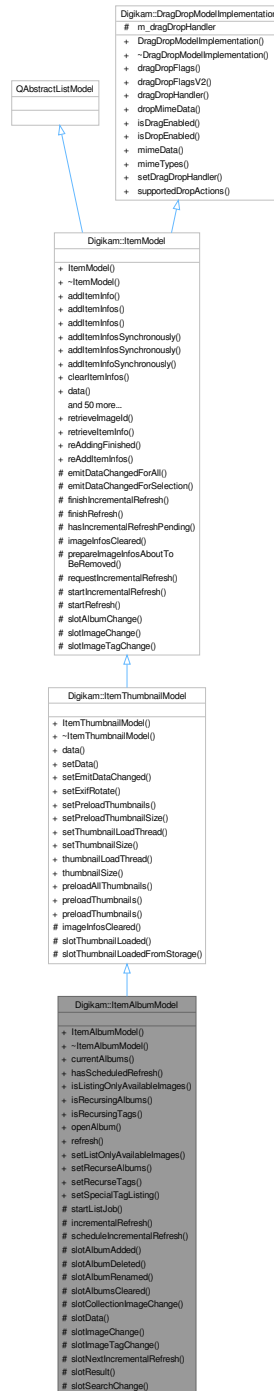 Digikam::DragDropModelImplementation
# m_dragDropHandler
+ DragDropModelImplementation()
+ ~DragDropModelImplementation()
+ dragDropFlags()
+ dragDropFlagsV2()
+ dragDropHandler()
+ dropMimeData()
+ isDragEnabled()
+ isDropEnabled()
+ mimeData()
+ mimeTypes()
+ setDragDropHandler()
+ supportedDropActions()
QAbstractListModel
Digikam::ItemModel
+ ItemModel()
+ ~ItemModel()
+ addItemInfo()
+ addItemInfos()
+ addItemInfos()
+ addItemInfosSynchronously()
+ addItemInfosSynchronously()
+ addItemInfoSynchronously()
+ clearItemInfos()
+ data()
and 50 more...
+ retrieveImageId()
+ retrieveItemInfo()
+ reAddingFinished()
+ reAddItemInfos()
# emitDataChangedForAll()
# emitDataChangedForSelection()
# finishIncrementalRefresh()
# finishRefresh()
# hasIncrementalRefreshPending()
# imageInfosCleared()
# prepareImageInfosAboutTo
BeRemoved()
# requestIncrementalRefresh()
# startIncrementalRefresh()
# startRefresh()
# slotAlbumChange()
# slotImageChange()
# slotImageTagChange()
Digikam::ItemThumbnailModel
+ ItemThumbnailModel()
+ ~ItemThumbnailModel()
+ data()
+ setData()
+ setEmitDataChanged()
+ setExifRotate()
+ setPreloadThumbnails()
+ setPreloadThumbnailSize()
+ setThumbnailLoadThread()
+ setThumbnailSize()
+ thumbnailLoadThread()
+ thumbnailSize()
+ preloadAllThumbnails()
+ preloadThumbnails()
+ preloadThumbnails()
# imageInfosCleared()
# slotThumbnailLoaded()
# slotThumbnailLoadedFromStorage()
Digikam::ItemAlbumModel
+ ItemAlbumModel()
+ ~ItemAlbumModel()
+ currentAlbums()
+ hasScheduledRefresh()
+ isListingOnlyAvailableImages()
+ isRecursingAlbums()
+ isRecursingTags()
+ openAlbum()
+ refresh()
+ setListOnlyAvailableImages()
+ setRecurseAlbums()
+ setRecurseTags()
+ setSpecialTagListing()
# startListJob()
# incrementalRefresh()
# scheduleIncrementalRefresh()
# slotAlbumAdded()
# slotAlbumDeleted()
# slotAlbumRenamed()
# slotAlbumsCleared()
# slotCollectionImageChange()
# slotData()
# slotImageChange()
# slotImageTagChange()
# slotNextIncrementalRefresh()
# slotResult()
# slotSearchChange()